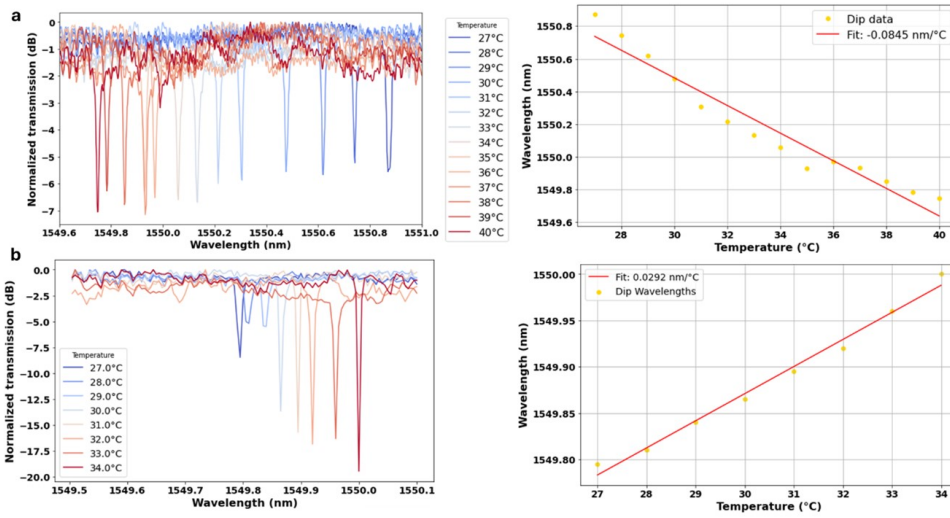 a
Normalized transmission (dB)
0
−1
−2
−3
−4
−5
−6
−7
1549.6 1549.8 1550.0 1550.2 1550.4 1550.6 1550.8 1551.0
Wavelength (nm)
Temperature
27°C
28°C
29°C
30°C
31°C
32°C
33°C
34°C
35°C
36°C
37°C
38°C
39°C
40°C
Wavelength (nm)
1550.8
1550.6
1550.4
1550.2
1550.0
1549.8
1549.6
Dip data
Fit: -0.0845 nm/°C
28 30 32 34 36 38 40
Temperature (°C)
b
Normalized transmission (dB)
0.0
−2.5
−5.0
−7.5
−10.0
−12.5
−15.0
−17.5
−20.0
Temperature
27.0°C
28.0°C
29.0°C
30.0°C
31.0°C
32.0°C
33.0°C
34.0°C
1549.5 1549.6 1549.7 1549.8 1549.9 1550.0 1550.1
Wavelength (nm)
Wavelength (nm)
1550.00
1549.95
1549.90
1549.85
1549.80
Fit: 0.0292 nm/°C
Dip Wavelengths
27 28 29 30 31 32 33 34
Temperature (°C)